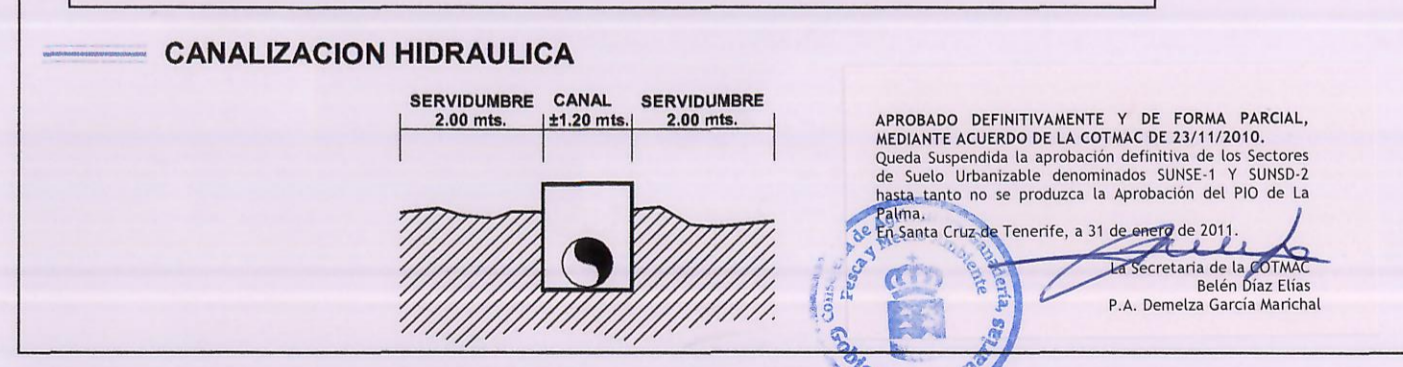 CANALIZACION HIDRAULICA
SERVIDUMBRE CANAL SERVIDUMBRE
2.00 mts. ±1.20 mts. 2.00 mts.
APROBADO DEFINITIVAMENTE Y DE FORMA PARCIAL,
MEDIANTE ACUERDO DE LA COTMAC DE 23/11/2010.
Queda Suspendida la aprobación definitiva de los Sectores
de Suelo Urbanizable denominados SUNSE-1 Y SUNSD-2
hasta tanto no se produzca la Aprobación del PIO de La
Palma.
En Santa Cruz de Tenerife, a 31 de enero de 2011.
La Secretaria de la COTMAC
Belén Díaz Elías
P.A. Demelza García Marichal
Pesca y Medio Ambiente